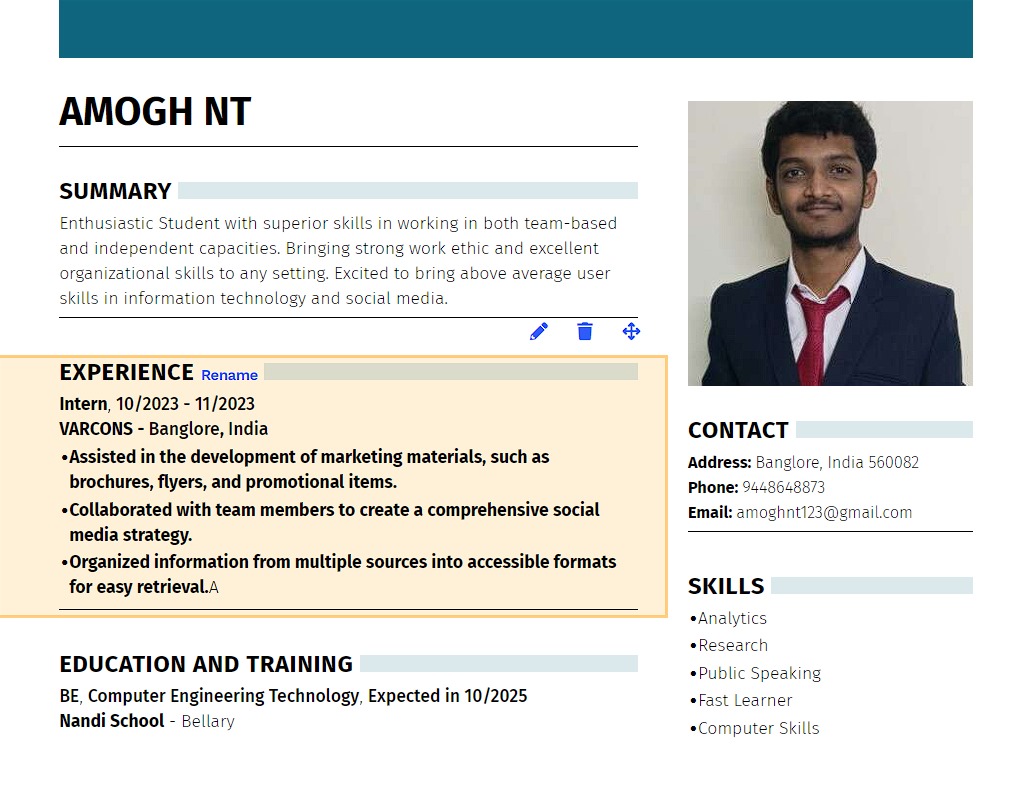 AMOGH NT
SUMMARY
Enthusiastic Student with superior skills in working in both team-based
and independent capacities. Bringing strong work ethic and excellent
organizational skills to any setting. Excited to bring above average user
skills in information technology and social media.
EXPERIENCE Rename
Intern, 10/2023 - 11/2023
VARCONS - Banglore, India
•Assisted in the development of marketing materials, such as
brochures, flyers, and promotional items.
•Collaborated with team members to create a comprehensive social
media strategy.
•Organized information from multiple sources into accessible formats
for easy retrieval.A
EDUCATION AND TRAINING
BE, Computer Engineering Technology, Expected in 10/2025
Nandi School - Bellary
CONTACT
Address: Banglore, India 560082
Phone: 9448648873
Email: amoghnt123@gmail.com
SKILLS
•Analytics
•Research
•Public Speaking
•Fast Learner
•Computer Skills